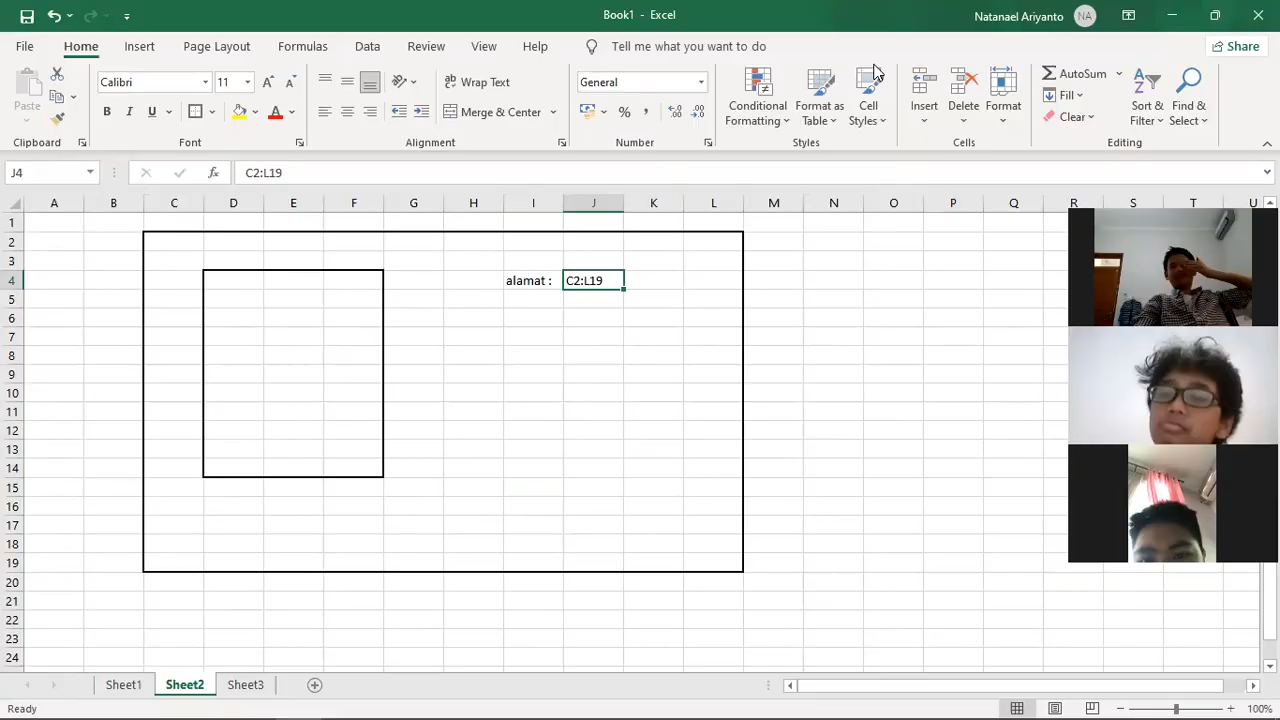 Book1 - Excel
Natanael Ariyanto NA
File Home Insert Page Layout Formulas Data Review View Help Tell me what you want to do Share
Paste
Calibri 11
B I U
Wrap Text
Merge & Center
General
%
Conditional Formatting
Format as Table
Cell Styles
Insert
Delete
Format
AutoSum
Fill
Clear
Sort & Filter
Find & Select
Clipboard Font Alignment Number Styles Cells Editing
J4 fx C2:L19
A B C D E F G H I J K L M N O P Q R S T U
1
2
3
4 alamat : C2:L19
5
6
7
8
9
10
11
12
13
14
15
16
17
18
19
20
21
22
23
24
Sheet1 Sheet2 Sheet3
Ready 100%